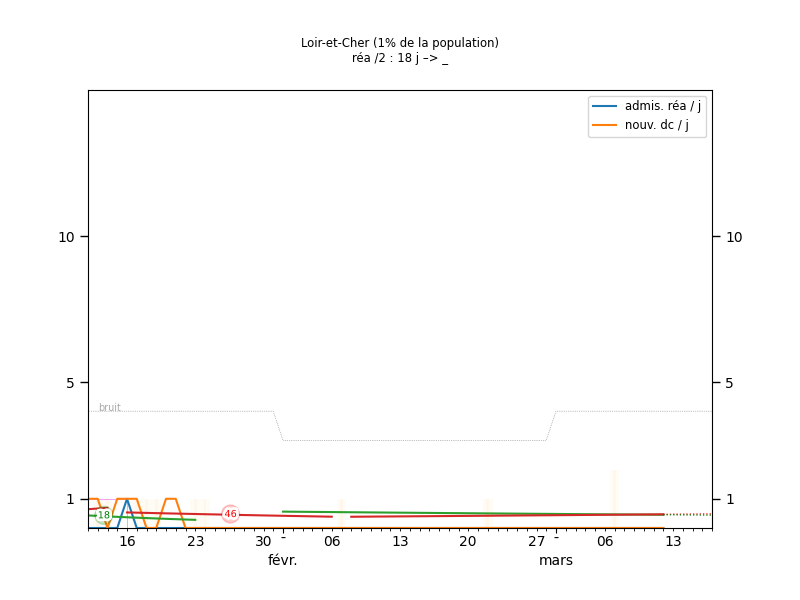 Loir-et-Cher (1% de la population)
réa /2 : 18 j –> _
admis. réa / j
nouv. dc / j
10 10
5 5
bruit
1 1
18 46
16 23 30 - 06 13 20 27 - 06 13
févr. mars